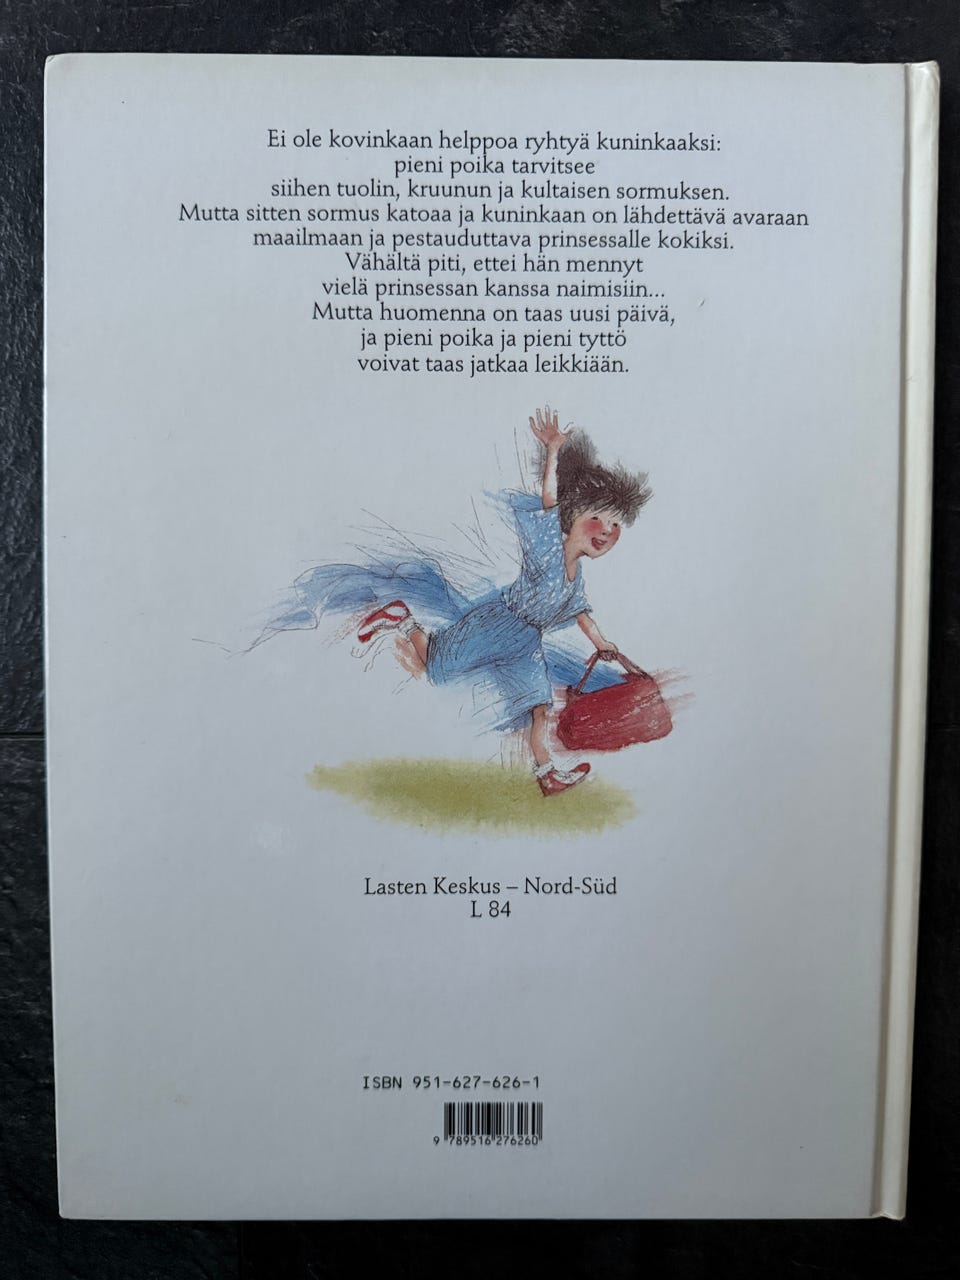 Ei ole kovinkaan helppoa ryhtyä kuninkaaksi:
pieni poika tarvitsee
siihen tuolin, kruunun ja kultaisen sormuksen.
Mutta sitten sormus katoaa ja kuninkaan on lähdettävä avaraan
maailmaan ja pestauduttava prinsessalle kokiksi.
Vähältä piti, ettei hän mennyt
vielä prinsessan kanssa naimisiin...
Mutta huomenna on taas uusi päivä,
ja pieni poika ja pieni tyttö
voivat taas jatkaa leikkiään.
Lasten Keskus – Nord-Süd
L 84
ISBN 951-627-626-1
9 789516 276260